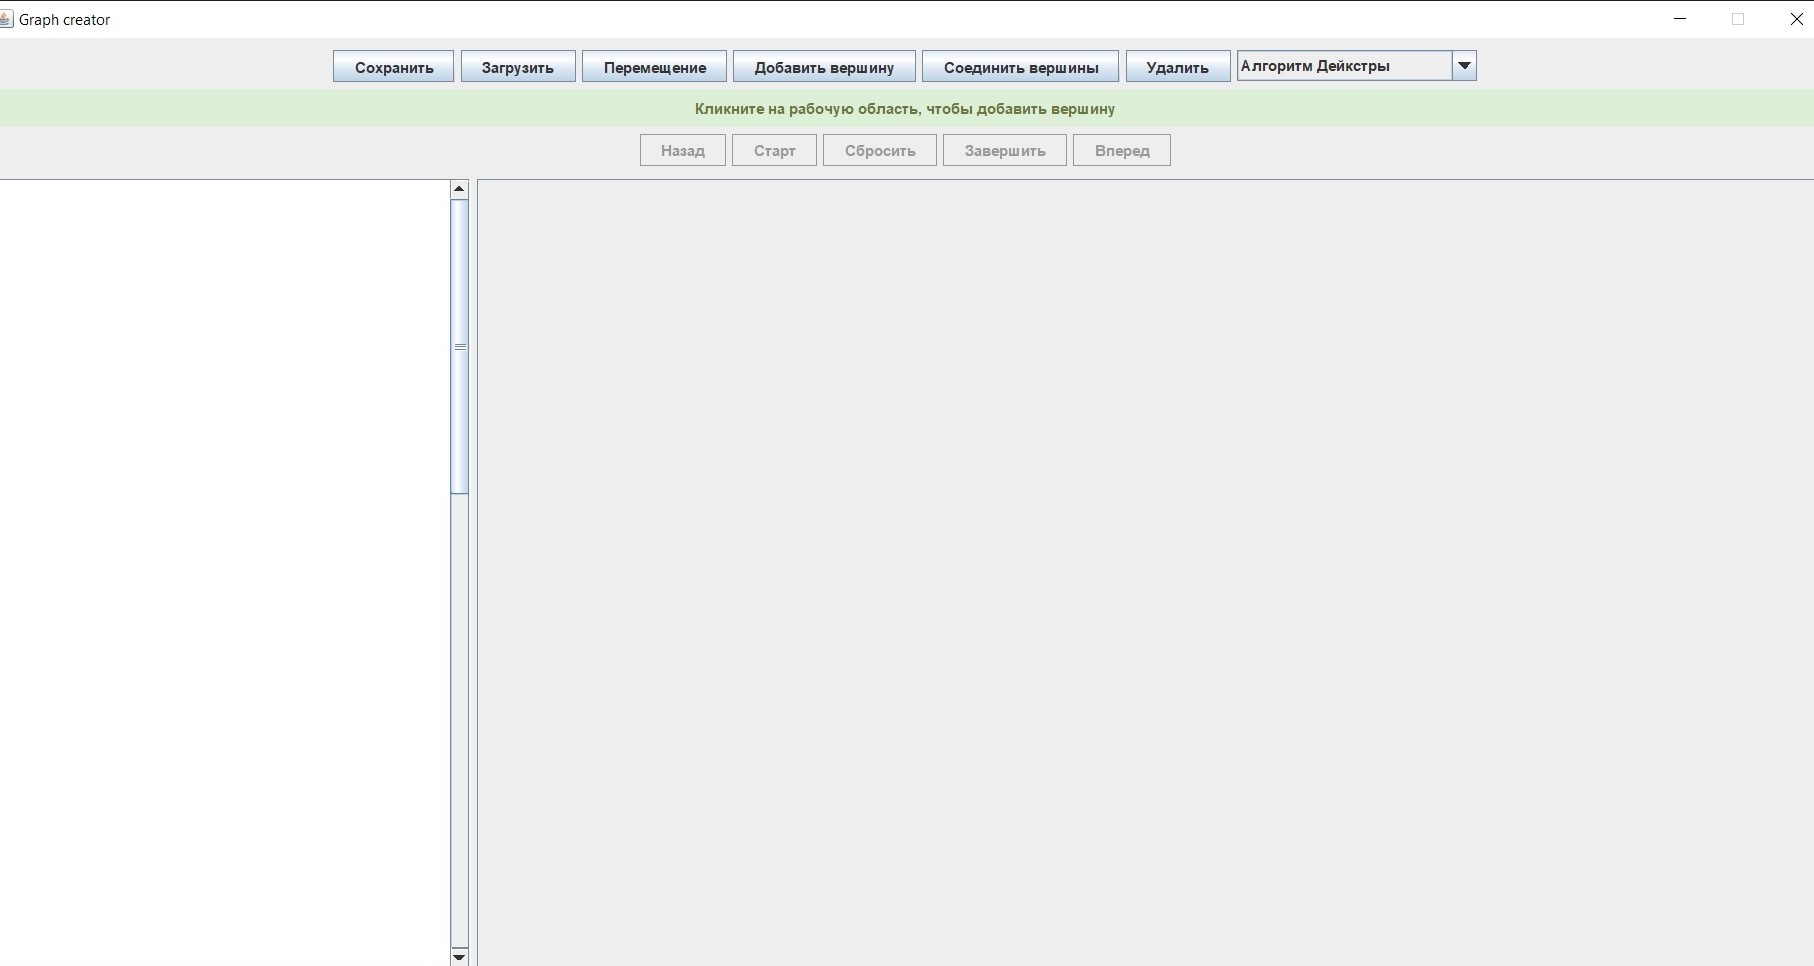 Graph creator
Сохранить Загрузить Перемещение Добавить вершину Соединить вершины Удалить Алгоритм Дейкстры
Кликните на рабочую область, чтобы добавить вершину
Назад Старт Сбросить Завершить Вперед